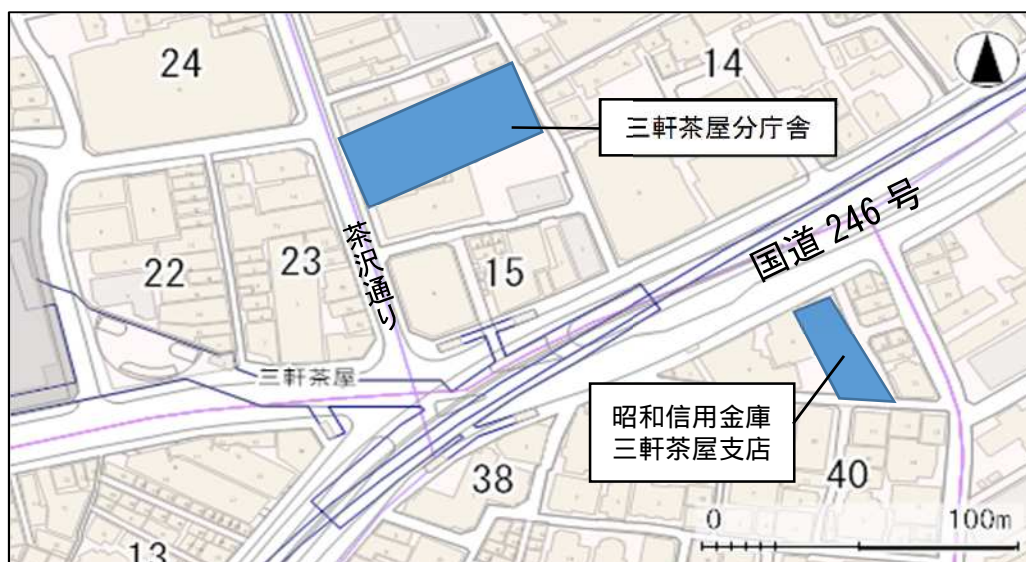 24
14
三軒茶屋分庁舎
国道 246 号
茶沢通り
22
23
15
三軒茶屋
昭和信用金庫
三軒茶屋支店
38
40
0
100m
13